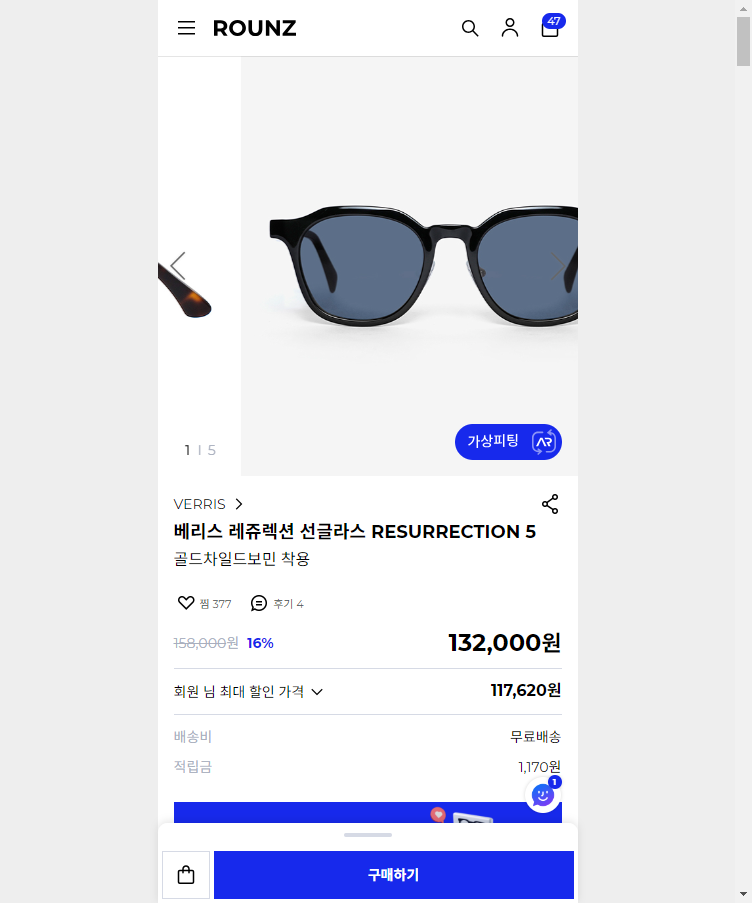 ROUNZ
47
1 | 5
가상피팅 AR
VERRIS
베리스 레쥬렉션 선글라스 RESURRECTION 5
골드차일드보민 착용
찜 377 후기 4
158,000원 16% 132,000원
회원 님 최대 할인 가격 117,620원
배송비 무료배송
적립금 1,170원
1
구매하기